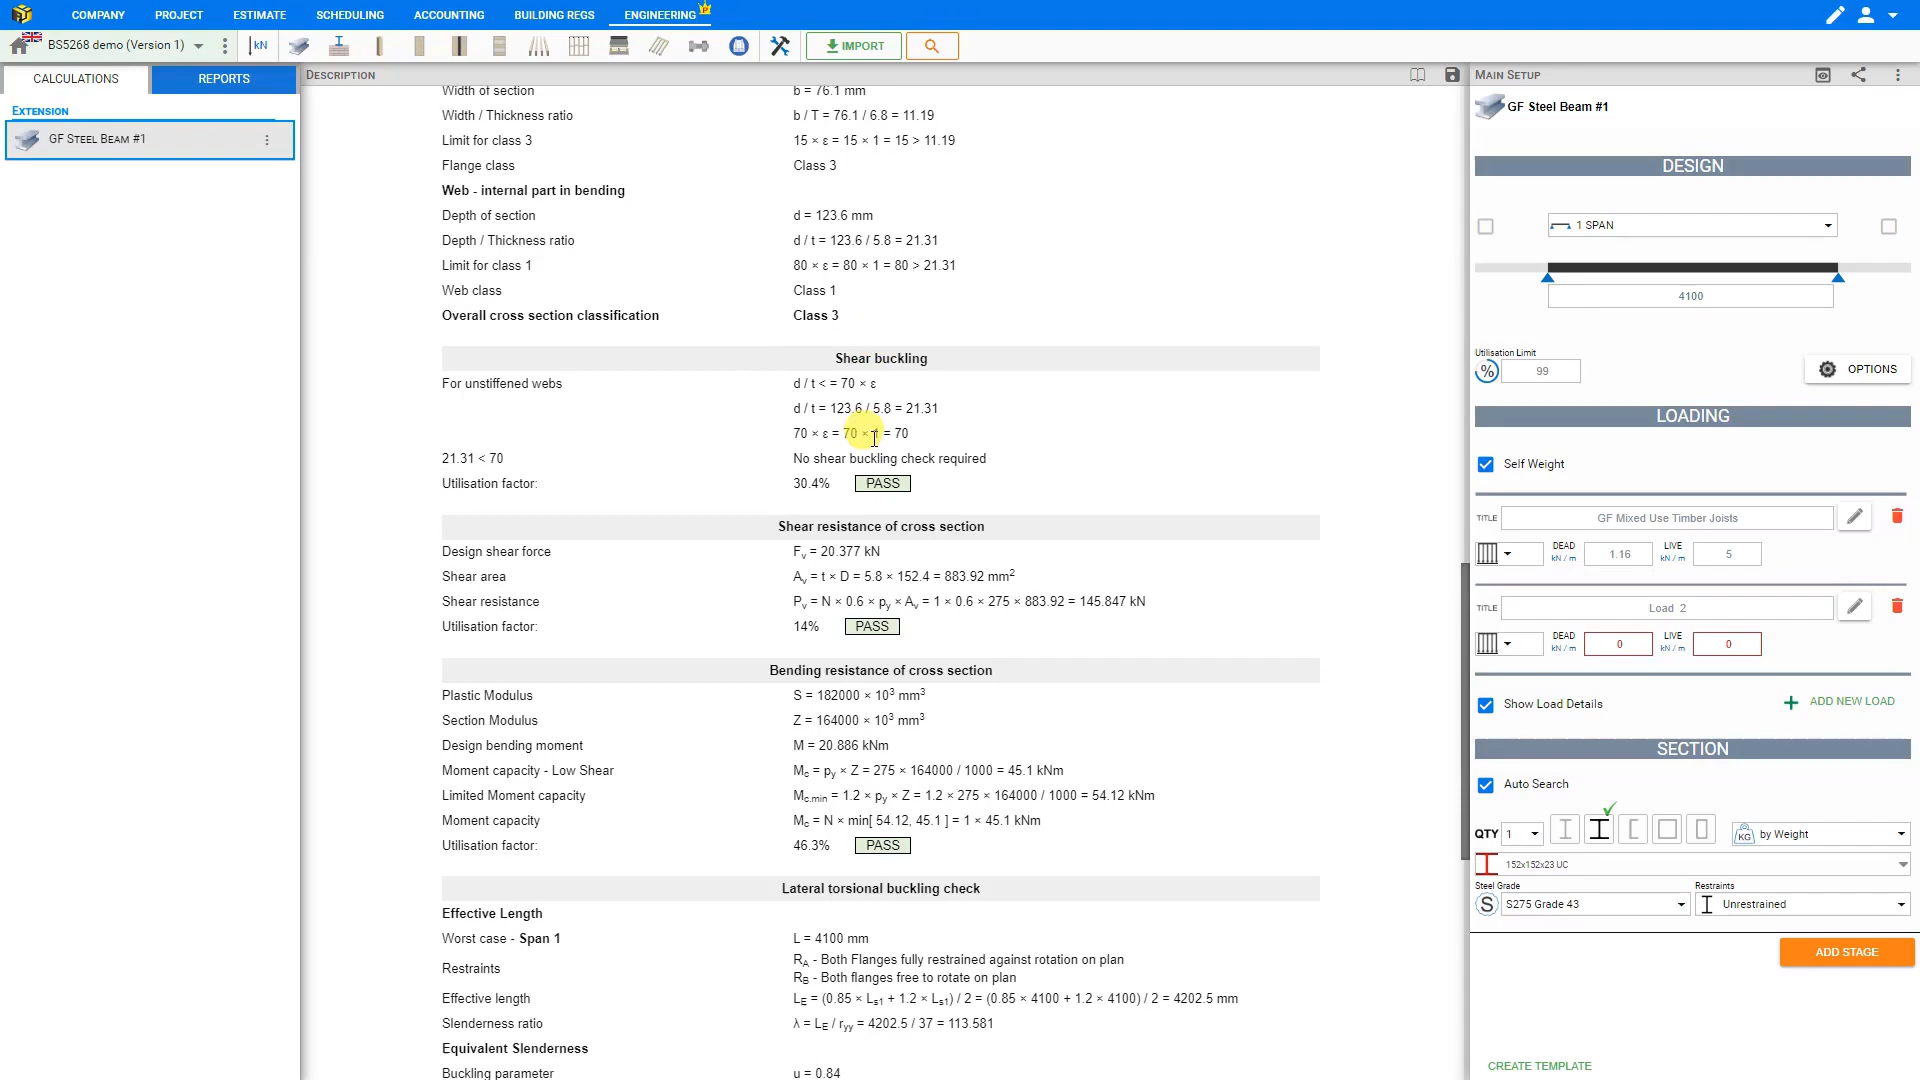 COMPANY PROJECT ESTIMATE SCHEDULING ACCOUNTING BUILDING REGS ENGINEERING
BS5268 demo (Version 1) kN IMPORT
CALCULATIONS REPORTS
EXTENSION
GF STEEL BEAM #1
DESCRIPTION
Width of section b = 76.1 mm
Width / Thickness ratio b / T = 76.1 / 6.8 = 11.19
Limit for class 3 15 × ε = 15 × 1 = 15 > 11.19
Flange class Class 3
Web - internal part in bending
Depth of section d = 123.6 mm
Depth / Thickness ratio d / t = 123.6 / 5.8 = 21.31
Limit for class 1 80 × ε = 80 × 1 = 80 > 21.31
Web class Class 1
Overall cross section classification Class 3
Shear buckling
For unstiffened webs d / t < = 70 × ε
d / t = 123.6 / 5.8 = 21.31
70 × ε = 70 × 1 = 70
21.31 < 70 No shear buckling check required
Utilisation factor: 30.4% PASS
Shear resistance of cross section
Design shear force Fv = 20.377 kN
Shear area Av = t × D = 5.8 × 152.4 = 883.92 mm²
Shear resistance Pv = N × 0.6 × py × Av = 1 × 0.6 × 275 × 883.92 = 145.847 kN
Utilisation factor: 14% PASS
Bending resistance of cross section
Plastic Modulus S = 182000 × 10³ mm³
Section Modulus Z = 164000 × 10³ mm³
Design bending moment M = 20.886 kNm
Moment capacity - Low Shear Mc = py × Z = 275 × 164000 / 1000 = 45.1 kNm
Limited Moment capacity Mc.min = 1.2 × py × Z = 1.2 × 275 × 164000 / 1000 = 54.12 kNm
Moment capacity Mc = N × min[ 54.12, 45.1 ] = 1 × 45.1 kNm
Utilisation factor: 46.3% PASS
Lateral torsional buckling check
Effective Length
Worst case - Span 1 L = 4100 mm
Restraints RA - Both Flanges fully restrained against rotation on plan
RB - Both flanges free to rotate on plan
Effective length LE = (0.85 × Ls1 + 1.2 × Ls1) / 2 = (0.85 × 4100 + 1.2 × 4100) / 2 = 4202.5 mm
Slenderness ratio λ = LE / ryy = 4202.5 / 37 = 113.581
Equivalent Slenderness
Buckling parameter u = 0.84
MAIN SETUP
GF Steel Beam #1
DESIGN
1 SPAN
4100
Utilisation Limit
% 99 OPTIONS
LOADING
Self Weight
TITLE GF Mixed Use Timber Joists
DEAD kN / m 1.16 LIVE kN / m 5
TITLE Load 2
DEAD kN / m 0 LIVE kN / m 0
Show Load Details + ADD NEW LOAD
SECTION
Auto Search
QTY 1 KG by Weight
152x152x23 UC
Steel Grade Restraints
S S275 Grade 43 Unrestrained
ADD STAGE
CREATE TEMPLATE